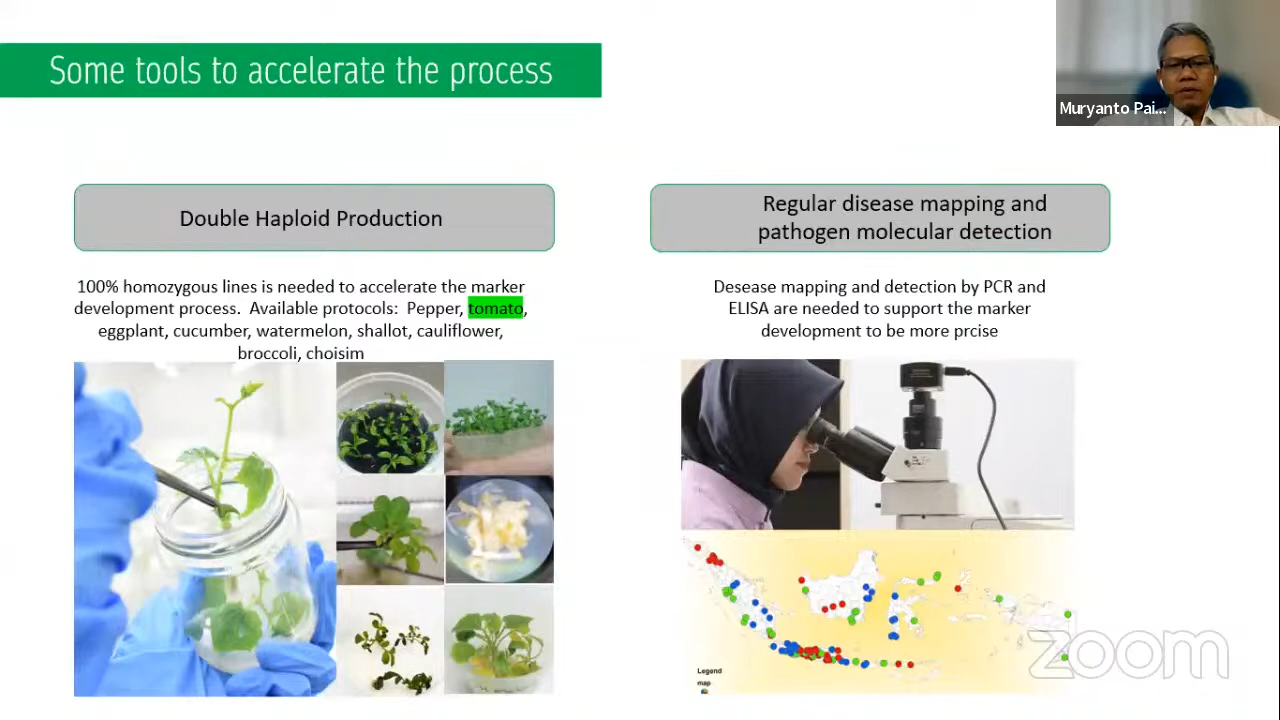 Some tools to accelerate the process
Muryanto Pai...
Double Haploid Production
Regular disease mapping and
pathogen molecular detection
100% homozygous lines is needed to accelerate the marker
development process. Available protocols: Pepper, tomato,
eggplant, cucumber, watermelon, shallot, cauliflower,
broccoli, choisim
Desease mapping and detection by PCR and
ELISA are needed to support the marker
development to be more prcise
Legend
map
zoom